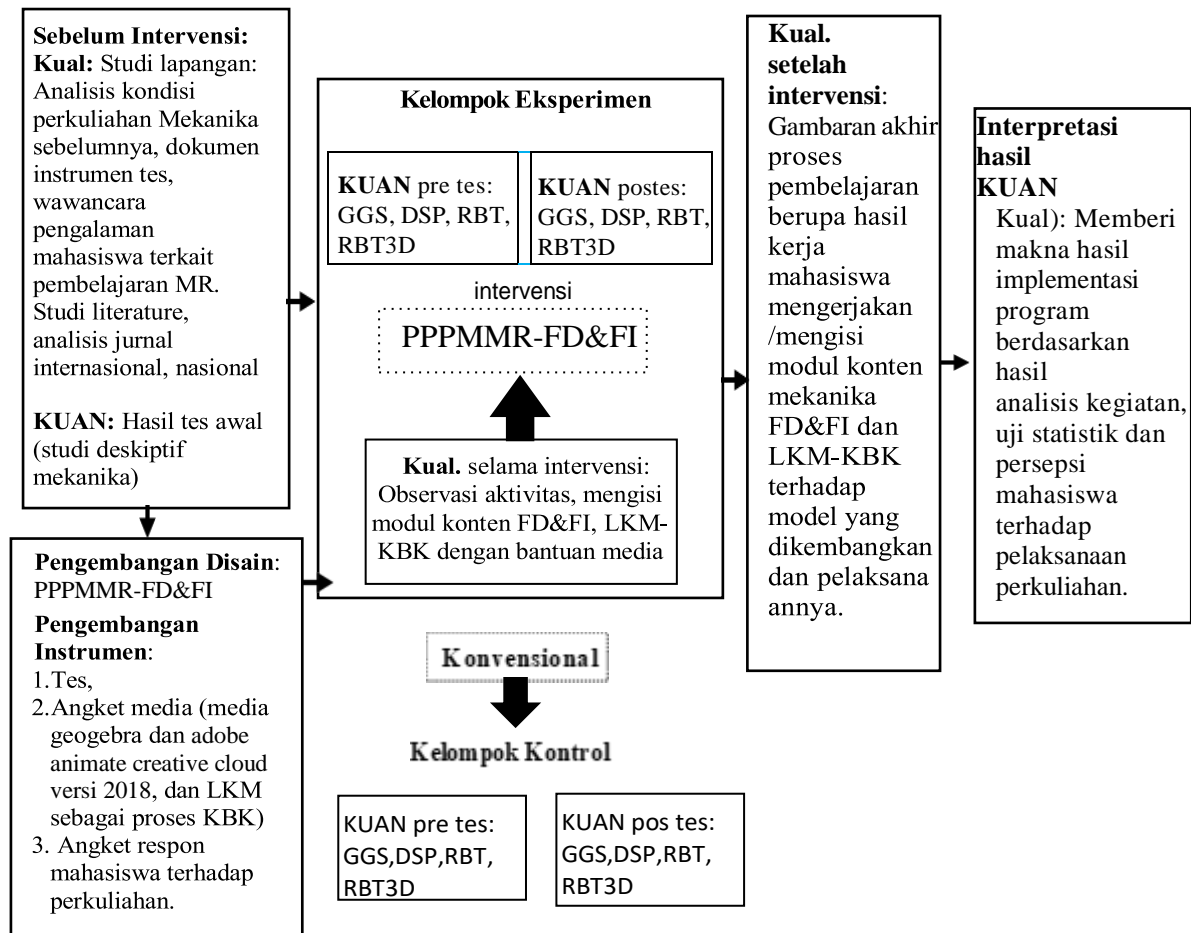 Sebelum Intervensi:
Kual: Studi lapangan:
Analisis kondisi
perkuliahan Mekanika
sebelumnya, dokumen
instrumen tes,
wawancara
pengalaman
mahasiswa terkait
pembelajaran MR.
Studi literature,
analisis jurnal
internasional, nasional
KUAN: Hasil tes awal
(studi deskiptif
mekanika)
Pengembangan Disain:
PPPMMR-FD&FI
Pengembangan
Instrumen:
1.Tes,
2.Angket media (media
geogebra dan adobe
animate creative cloud
versi 2018, dan LKM
sebagai proses KBK)
3. Angket respon
mahasiswa terhadap
perkuliahan.
Kelompok Eksperimen
KUAN pre tes:
GGS, DSP, RBT,
RBT3D
KUAN postes:
GGS, DSP, RBT,
RBT3D
intervensi
PPPMMR-FD&FI
Kual. selama intervensi:
Observasi aktivitas, mengisi
modul konten FD&FI, LKM-
KBK dengan bantuan media
Konvensional
Kelompok Kontrol
KUAN pre tes:
GGS,DSP,RBT,
RBT3D
KUAN pos tes:
GGS,DSP,RBT,
RBT3D
Kual.
setelah
intervensi:
Gambaran akhir
proses
pembelajaran
berupa hasil
kerja
mahasiswa
mengerjakan
/mengisi
modul konten
mekanika
FD&FI dan
LKM-KBK
terhadap
model yang
dikembangkan
dan pelaksana
annya.
Interpretasi
hasil
KUAN
Kual): Memberi
makna hasil
implementasi
program
berdasarkan
hasil
analisis kegiatan,
uji statistik dan
persepsi
mahasiswa
terhadap
pelaksanaan
perkuliahan.